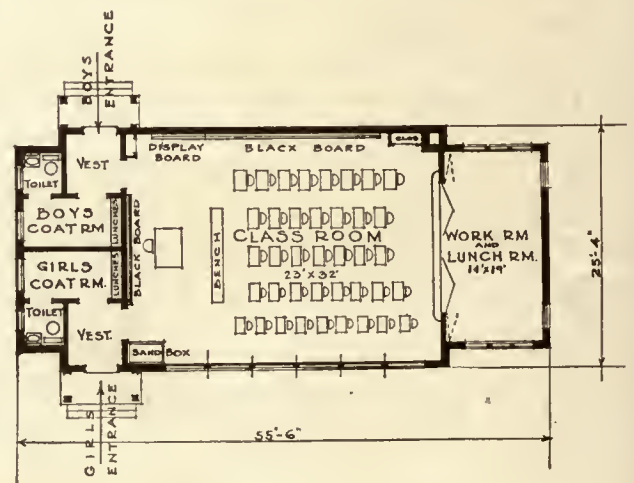 BOYS
ENTRANCE
VEST
DISPLAY
BOARD
BLACK BOARD
CLOS
TOILET
BOYS
COAT RM
LUNCHES
BLACK BOARD
BENCH
CLASS ROOM
23' X 32'
WORK RM
AND
LUNCH RM.
14' X 19'
25'-4"
GIRLS
COAT RM.
LUNCHES
TOILET
VEST.
SAND BOX
GIRLS
ENTRANCE
55'-6"